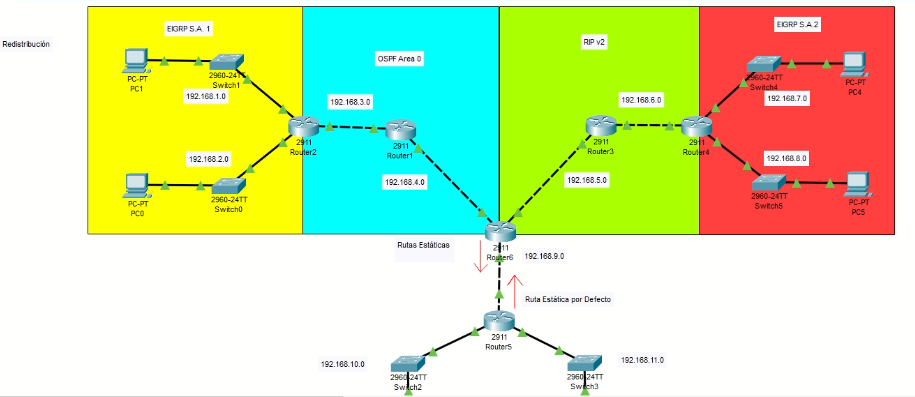 Redistribución
EIGRP S.A. 1
OSPF Area 0
RIP v2
EIGRP S.A.2
PC-PT
PC1
2960-24TT
Switch1
192.168.1.0
192.168.2.0
PC-PT
PC0
2960-24TT
Switch0
2911
Router2
192.168.3.0
2911
Router1
192.168.4.0
192.168.6.0
2911
Router3
192.168.5.0
2911
Router4
2960-24TT
Switch4
192.168.7.0
PC-PT
PC4
192.168.8.0
2960-24TT
Switch5
PC-PT
PC5
Rutas Estáticas
2911
Router6
192.168.9.0
Ruta Estática por Defecto
2911
Router5
192.168.10.0
2960-24TT
Switch2
192.168.11.0
2960-24TT
Switch3